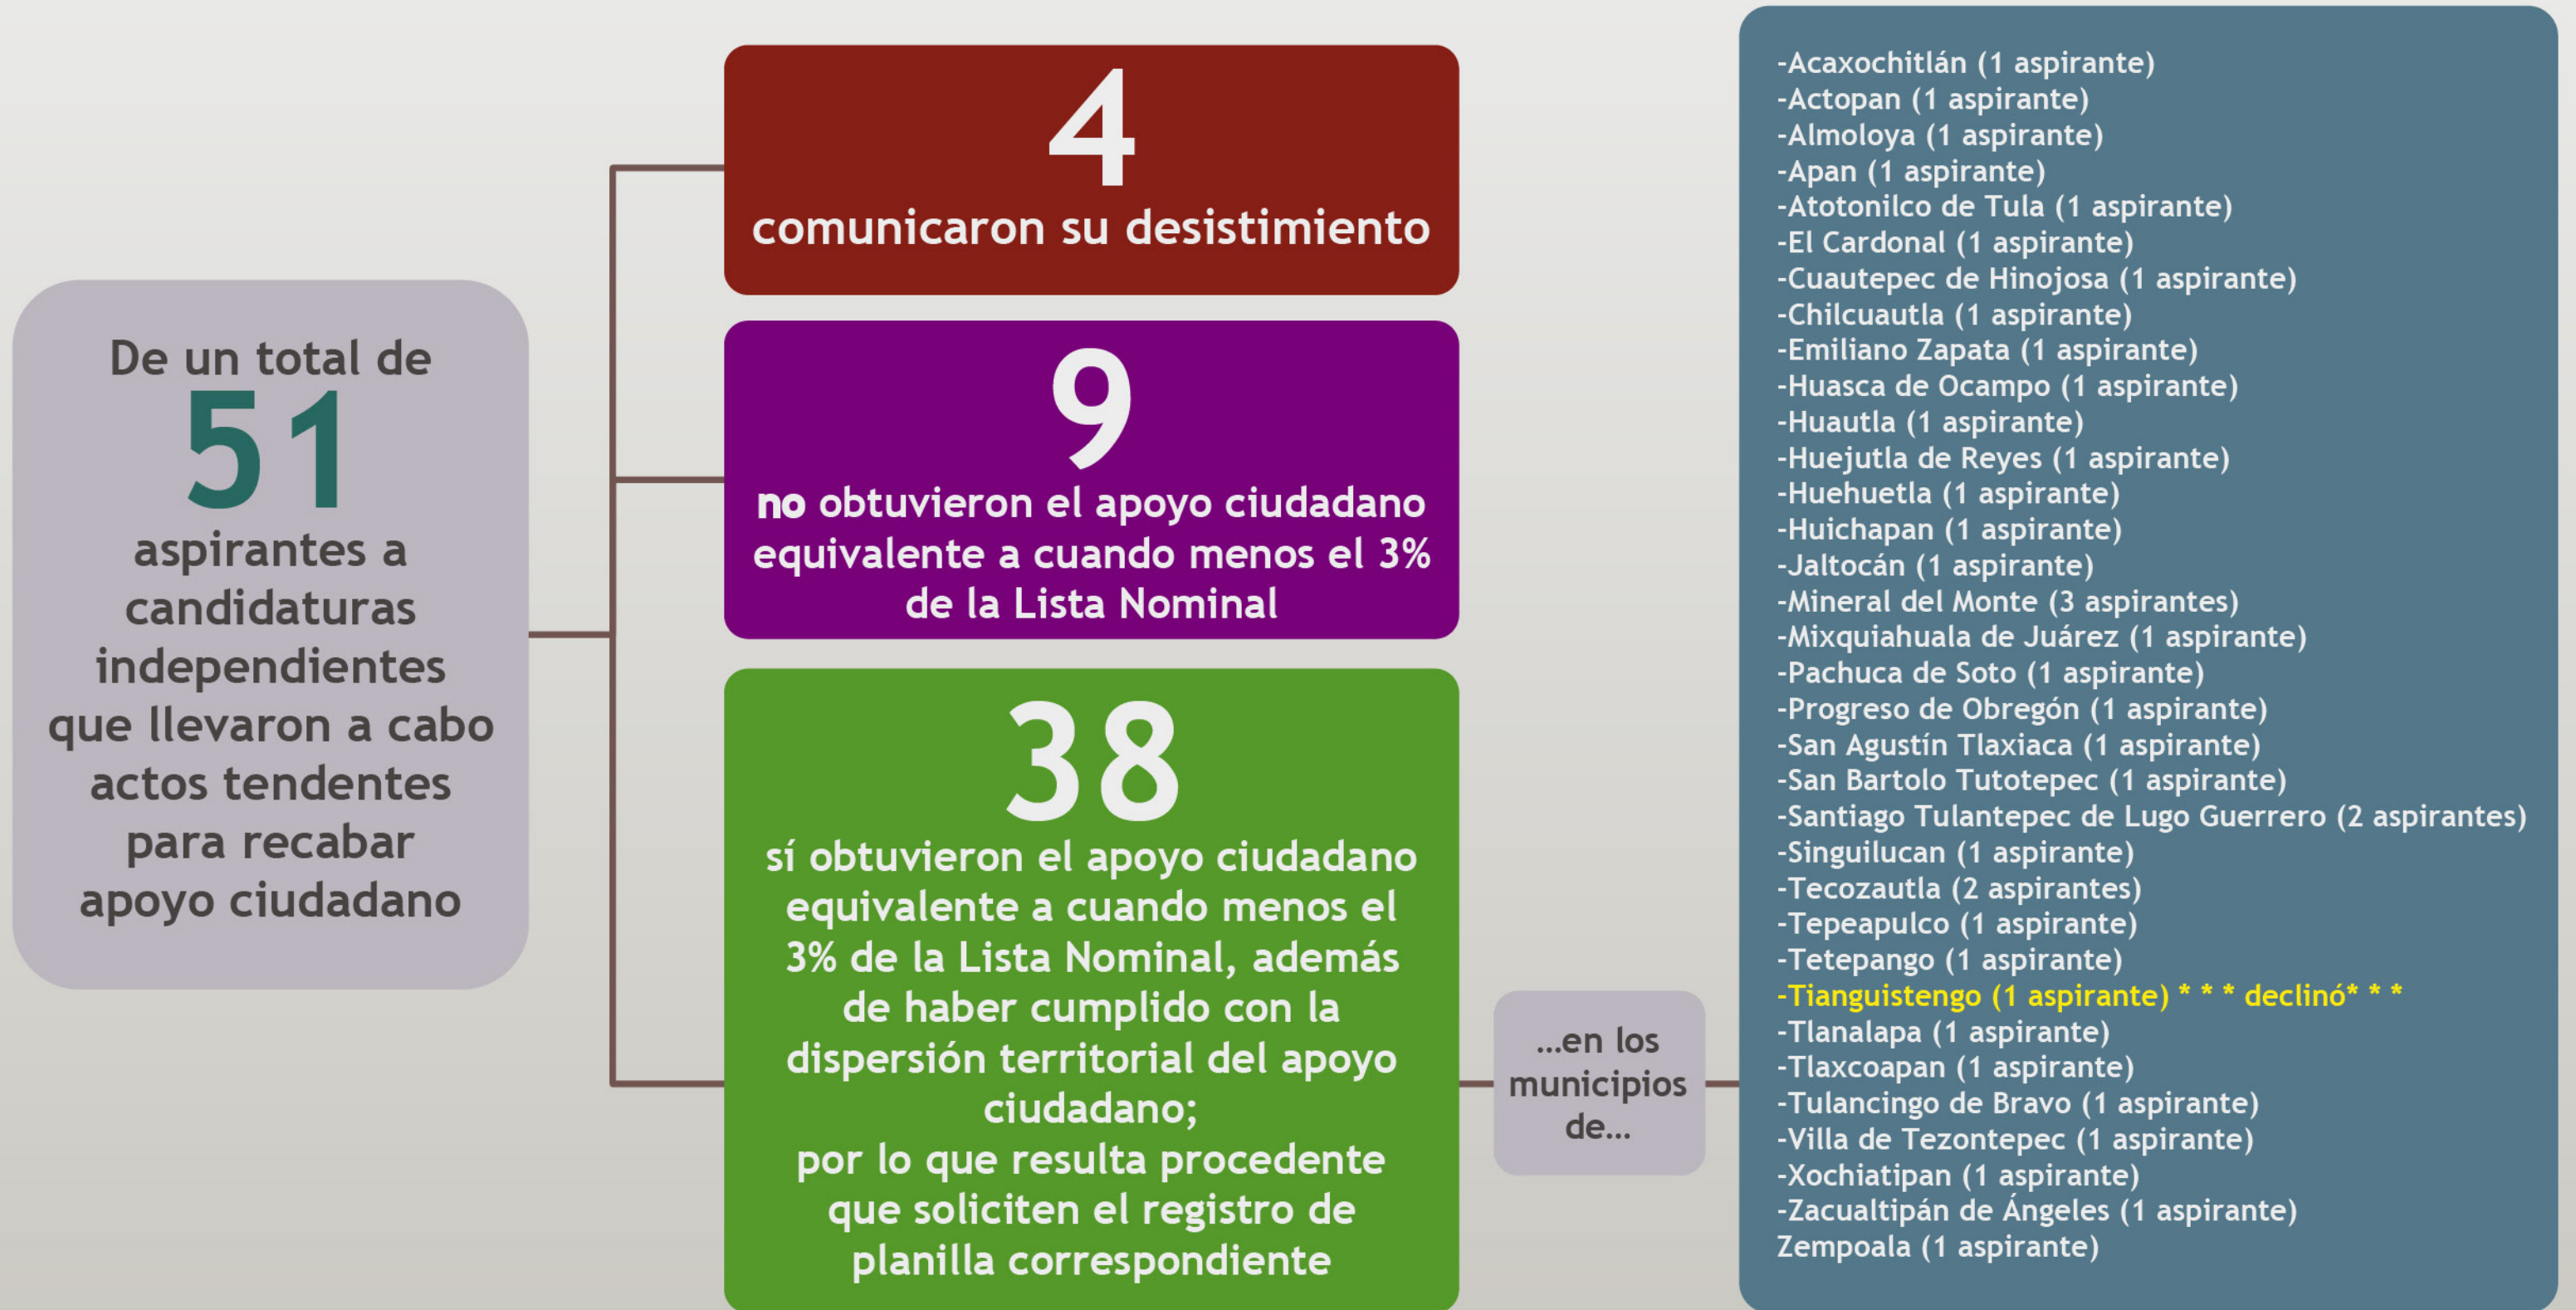 De un total de
51
aspirantes a
candidaturas
independientes
que llevaron a cabo
actos tendentes
para recabar
apoyo ciudadano
4
comunicaron su desistimiento
9
no obtuvieron el apoyo ciudadano
equivalente a cuando menos el 3%
de la Lista Nominal
38
sí obtuvieron el apoyo ciudadano
equivalente a cuando menos el
3% de la Lista Nominal, además
de haber cumplido con la
dispersión territorial del apoyo
ciudadano;
por lo que resulta procedente
que soliciten el registro de
planilla correspondiente
...en los
municipios
de...
-Acaxochitlán (1 aspirante)
-Actopan (1 aspirante)
-Almoloya (1 aspirante)
-Apan (1 aspirante)
-Atotonilco de Tula (1 aspirante)
-El Cardonal (1 aspirante)
-Cuautepec de Hinojosa (1 aspirante)
-Chilcuautla (1 aspirante)
-Emiliano Zapata (1 aspirante)
-Huasca de Ocampo (1 aspirante)
-Huautla (1 aspirante)
-Huejutla de Reyes (1 aspirante)
-Huehuetla (1 aspirante)
-Huichapan (1 aspirante)
-Jaltocán (1 aspirante)
-Mineral del Monte (3 aspirantes)
-Mixquiahuala de Juárez (1 aspirante)
-Pachuca de Soto (1 aspirante)
-Progreso de Obregón (1 aspirante)
-San Agustín Tlaxiaca (1 aspirante)
-San Bartolo Tutotepec (1 aspirante)
-Santiago Tulantepec de Lugo Guerrero (2 aspirantes)
-Singuilucan (1 aspirante)
-Tecozautla (2 aspirantes)
-Tepeapulco (1 aspirante)
-Tetepango (1 aspirante)
-Tianguistengo (1 aspirante) * * * declinó* * *
-Tlanalapa (1 aspirante)
-Tlaxcoapan (1 aspirante)
-Tulancingo de Bravo (1 aspirante)
-Villa de Tezontepec (1 aspirante)
-Xochiatipan (1 aspirante)
-Zacualtipán de Ángeles (1 aspirante)
Zempoala (1 aspirante)